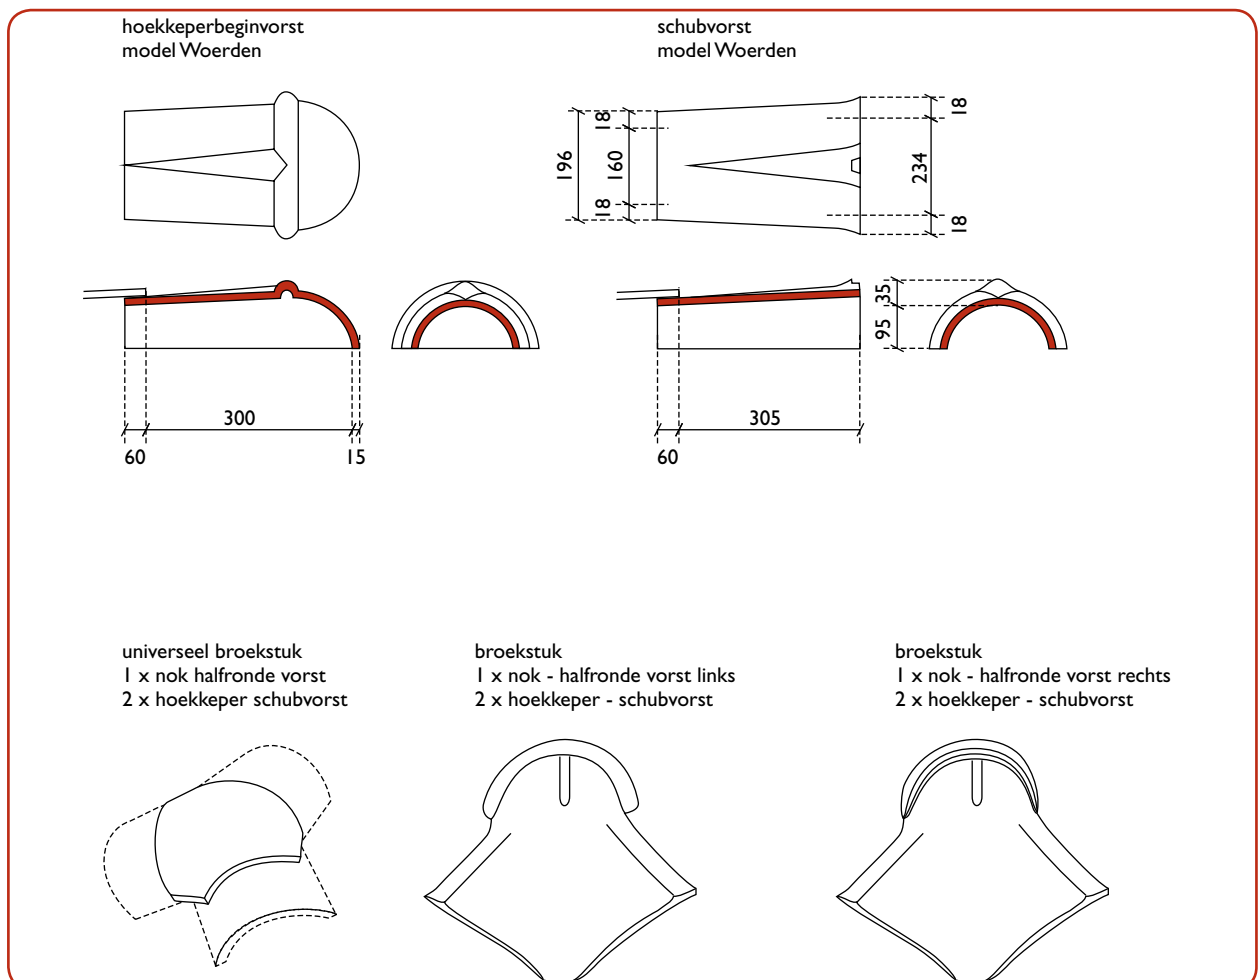 hoekkeperbeginvorst
model Woerden
schubvorst
model Woerden
196
18
160
18
18
234
18
35
95
300
60
15
305
60
universeel broekstuk
1 x nok halfronde vorst
2 x hoekkeper schubvorst
broekstuk
1 x nok - halfronde vorst links
2 x hoekkeper - schubvorst
broekstuk
1 x nok - halfronde vorst rechts
2 x hoekkeper - schubvorst